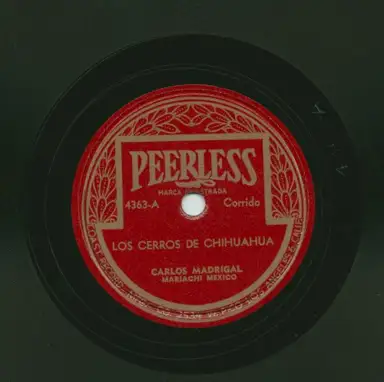 PEERLESS
MARCA REGISTRADA
4363-A Corrido
LOS CERROS DE CHIHUAHUA
CARLOS MADRIGAL
MARIACHI MEXICO